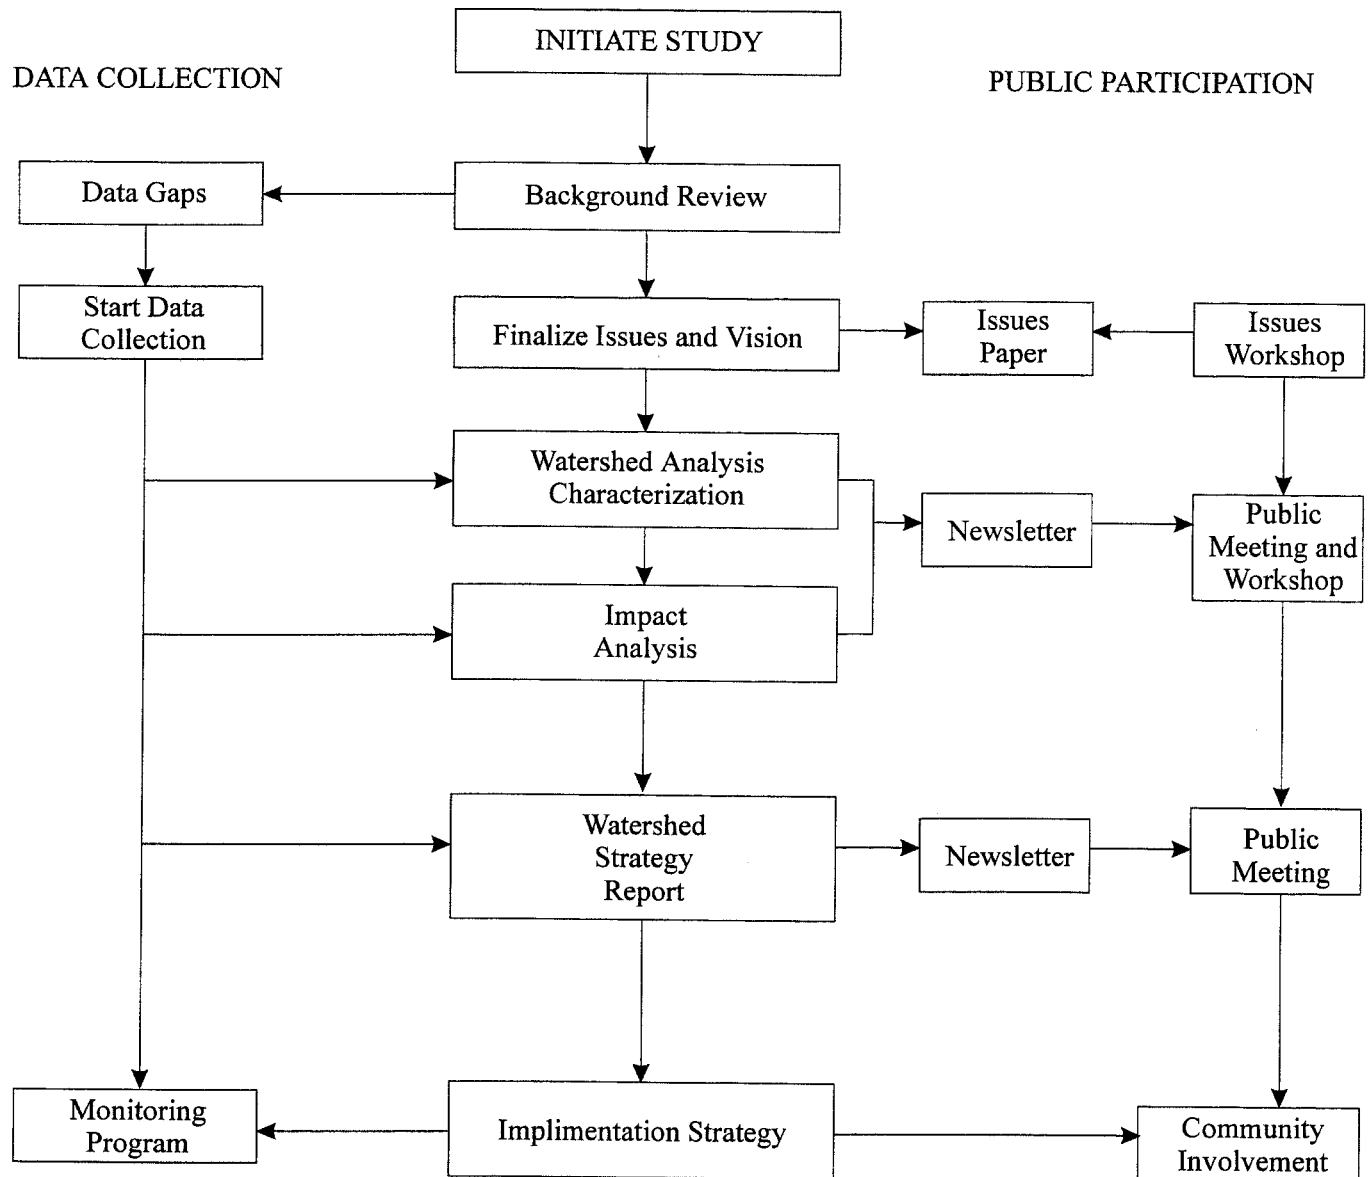 INITIATE STUDY
DATA COLLECTION
PUBLIC PARTICIPATION
Data Gaps
Background Review
Start Data
Collection
Finalize Issues and Vision
Issues
Paper
Issues
Workshop
Watershed Analysis
Characterization
Newsletter
Public
Meeting and
Workshop
Impact
Analysis
Watershed
Strategy
Report
Newsletter
Public
Meeting
Monitoring
Program
Implimentation Strategy
Community
Involvement